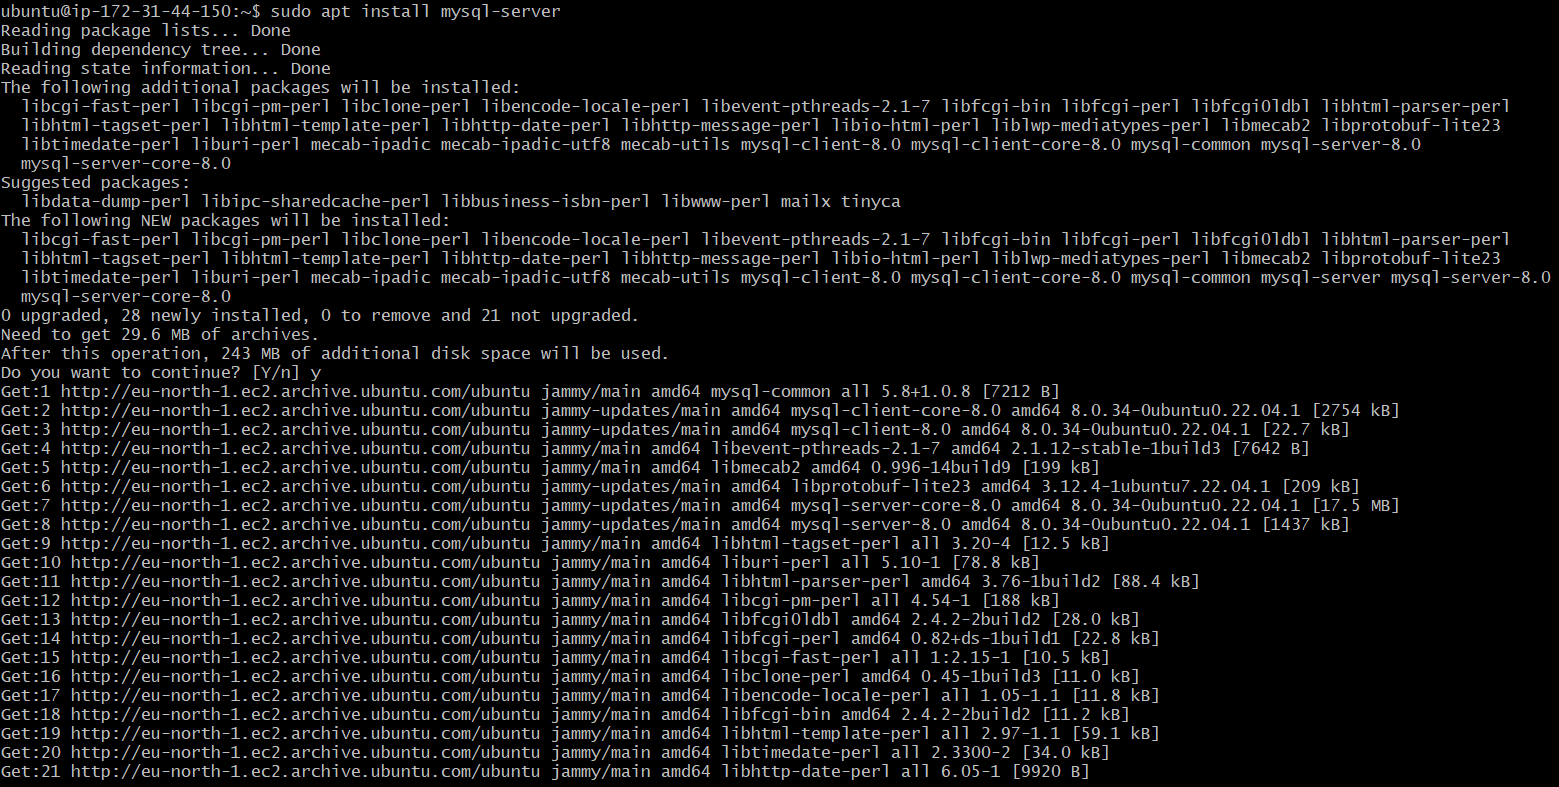 ubuntu@ip-172-31-44-150:~$ sudo apt install mysql-server
Reading package lists... Done
Building dependency tree... Done
Reading state information... Done
The following additional packages will be installed:
  libcgi-fast-perl libcgi-pm-perl libclone-perl libencode-locale-perl libevent-pthreads-2.1-7 libfcgi-bin libfcgi-perl libfcgi0ldbl libhtml-parser-perl
  libhtml-tagset-perl libhtml-template-perl libhttp-date-perl libhttp-message-perl libio-html-perl liblwp-mediatypes-perl libmecab2 libprotobuf-lite23
  libtimedate-perl liburi-perl mecab-ipadic mecab-ipadic-utf8 mecab-utils mysql-client-8.0 mysql-client-core-8.0 mysql-common mysql-server-8.0
  mysql-server-core-8.0
Suggested packages:
  libdata-dump-perl libipc-sharedcache-perl libbusiness-isbn-perl libwww-perl mailx tinyca
The following NEW packages will be installed:
  libcgi-fast-perl libcgi-pm-perl libclone-perl libencode-locale-perl libevent-pthreads-2.1-7 libfcgi-bin libfcgi-perl libfcgi0ldbl libhtml-parser-perl
  libhtml-tagset-perl libhtml-template-perl libhttp-date-perl libhttp-message-perl libio-html-perl liblwp-mediatypes-perl libmecab2 libprotobuf-lite23
  libtimedate-perl liburi-perl mecab-ipadic mecab-ipadic-utf8 mecab-utils mysql-client-8.0 mysql-client-core-8.0 mysql-common mysql-server mysql-server-8.0
  mysql-server-core-8.0
0 upgraded, 28 newly installed, 0 to remove and 21 not upgraded.
Need to get 29.6 MB of archives.
After this operation, 243 MB of additional disk space will be used.
Do you want to continue? [Y/n] y
Get:1 http://eu-north-1.ec2.archive.ubuntu.com/ubuntu jammy/main amd64 mysql-common all 5.8+1.0.8 [7212 B]
Get:2 http://eu-north-1.ec2.archive.ubuntu.com/ubuntu jammy-updates/main amd64 mysql-client-core-8.0 amd64 8.0.34-0ubuntu0.22.04.1 [2754 kB]
Get:3 http://eu-north-1.ec2.archive.ubuntu.com/ubuntu jammy-updates/main amd64 mysql-client-8.0 amd64 8.0.34-0ubuntu0.22.04.1 [22.7 kB]
Get:4 http://eu-north-1.ec2.archive.ubuntu.com/ubuntu jammy/main amd64 libevent-pthreads-2.1-7 amd64 2.1.12-stable-1build3 [7642 B]
Get:5 http://eu-north-1.ec2.archive.ubuntu.com/ubuntu jammy/main amd64 libmecab2 amd64 0.996-14build9 [199 kB]
Get:6 http://eu-north-1.ec2.archive.ubuntu.com/ubuntu jammy-updates/main amd64 libprotobuf-lite23 amd64 3.12.4-1ubuntu7.22.04.1 [209 kB]
Get:7 http://eu-north-1.ec2.archive.ubuntu.com/ubuntu jammy-updates/main amd64 mysql-server-core-8.0 amd64 8.0.34-0ubuntu0.22.04.1 [17.5 MB]
Get:8 http://eu-north-1.ec2.archive.ubuntu.com/ubuntu jammy-updates/main amd64 mysql-server-8.0 amd64 8.0.34-0ubuntu0.22.04.1 [1437 kB]
Get:9 http://eu-north-1.ec2.archive.ubuntu.com/ubuntu jammy/main amd64 libhtml-tagset-perl all 3.20-4 [12.5 kB]
Get:10 http://eu-north-1.ec2.archive.ubuntu.com/ubuntu jammy/main amd64 liburi-perl all 5.10-1 [78.8 kB]
Get:11 http://eu-north-1.ec2.archive.ubuntu.com/ubuntu jammy/main amd64 libhtml-parser-perl amd64 3.76-1build2 [88.4 kB]
Get:12 http://eu-north-1.ec2.archive.ubuntu.com/ubuntu jammy/main amd64 libcgi-pm-perl all 4.54-1 [188 kB]
Get:13 http://eu-north-1.ec2.archive.ubuntu.com/ubuntu jammy/main amd64 libfcgi0ldbl amd64 2.4.2-2build2 [28.0 kB]
Get:14 http://eu-north-1.ec2.archive.ubuntu.com/ubuntu jammy/main amd64 libfcgi-perl amd64 0.82+ds-1build1 [22.8 kB]
Get:15 http://eu-north-1.ec2.archive.ubuntu.com/ubuntu jammy/main amd64 libcgi-fast-perl all 1:2.15-1 [10.5 kB]
Get:16 http://eu-north-1.ec2.archive.ubuntu.com/ubuntu jammy/main amd64 libclone-perl amd64 0.45-1build3 [11.0 kB]
Get:17 http://eu-north-1.ec2.archive.ubuntu.com/ubuntu jammy/main amd64 libencode-locale-perl all 1.05-1.1 [11.8 kB]
Get:18 http://eu-north-1.ec2.archive.ubuntu.com/ubuntu jammy/main amd64 libfcgi-bin amd64 2.4.2-2build2 [11.2 kB]
Get:19 http://eu-north-1.ec2.archive.ubuntu.com/ubuntu jammy/main amd64 libhtml-template-perl all 2.97-1.1 [59.1 kB]
Get:20 http://eu-north-1.ec2.archive.ubuntu.com/ubuntu jammy/main amd64 libtimedate-perl all 2.3300-2 [34.0 kB]
Get:21 http://eu-north-1.ec2.archive.ubuntu.com/ubuntu jammy/main amd64 libhttp-date-perl all 6.05-1 [9920 B]